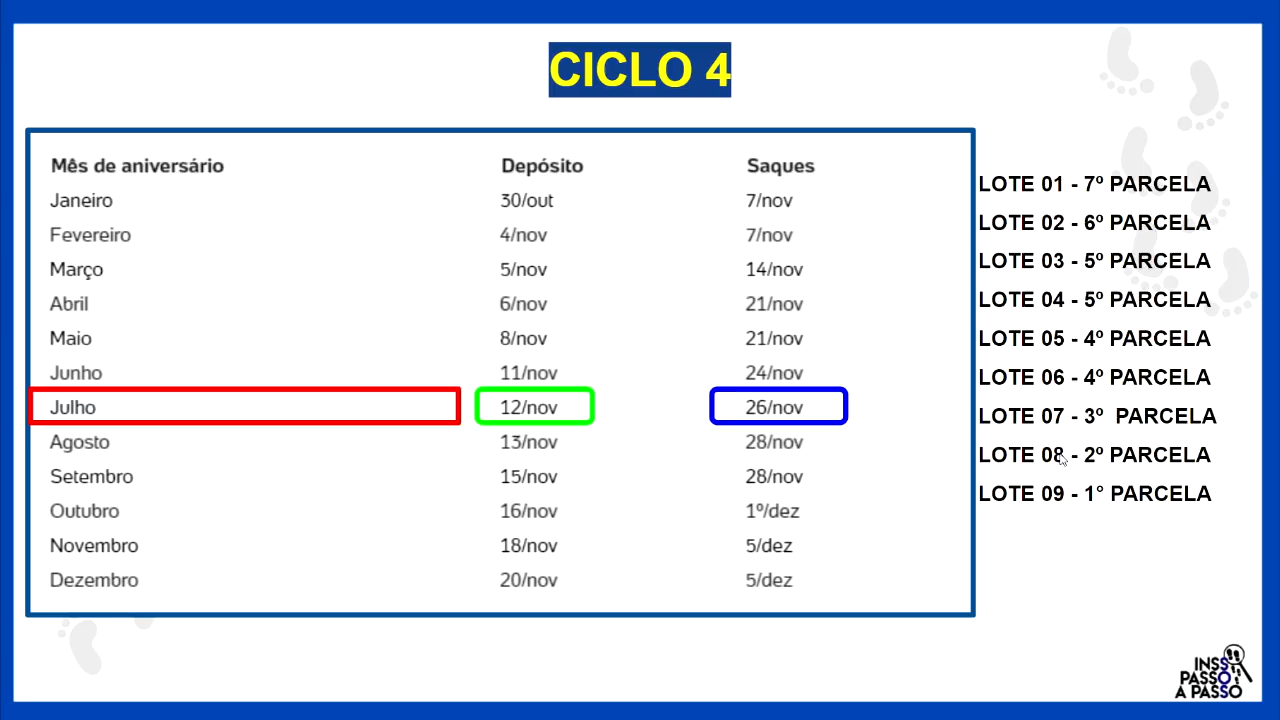 CICLO 4
Mês de aniversário Depósito Saques
Janeiro 30/out 7/nov
Fevereiro 4/nov 7/nov
Março 5/nov 14/nov
Abril 6/nov 21/nov
Maio 8/nov 21/nov
Junho 11/nov 24/nov
Julho 12/nov 26/nov
Agosto 13/nov 28/nov
Setembro 15/nov 28/nov
Outubro 16/nov 1º/dez
Novembro 18/nov 5/dez
Dezembro 20/nov 5/dez
LOTE 01 - 7º PARCELA
LOTE 02 - 6º PARCELA
LOTE 03 - 5º PARCELA
LOTE 04 - 5º PARCELA
LOTE 05 - 4º PARCELA
LOTE 06 - 4º PARCELA
LOTE 07 - 3º PARCELA
LOTE 08 - 2º PARCELA
LOTE 09 - 1° PARCELA
INSS
PASSO
A PASSO